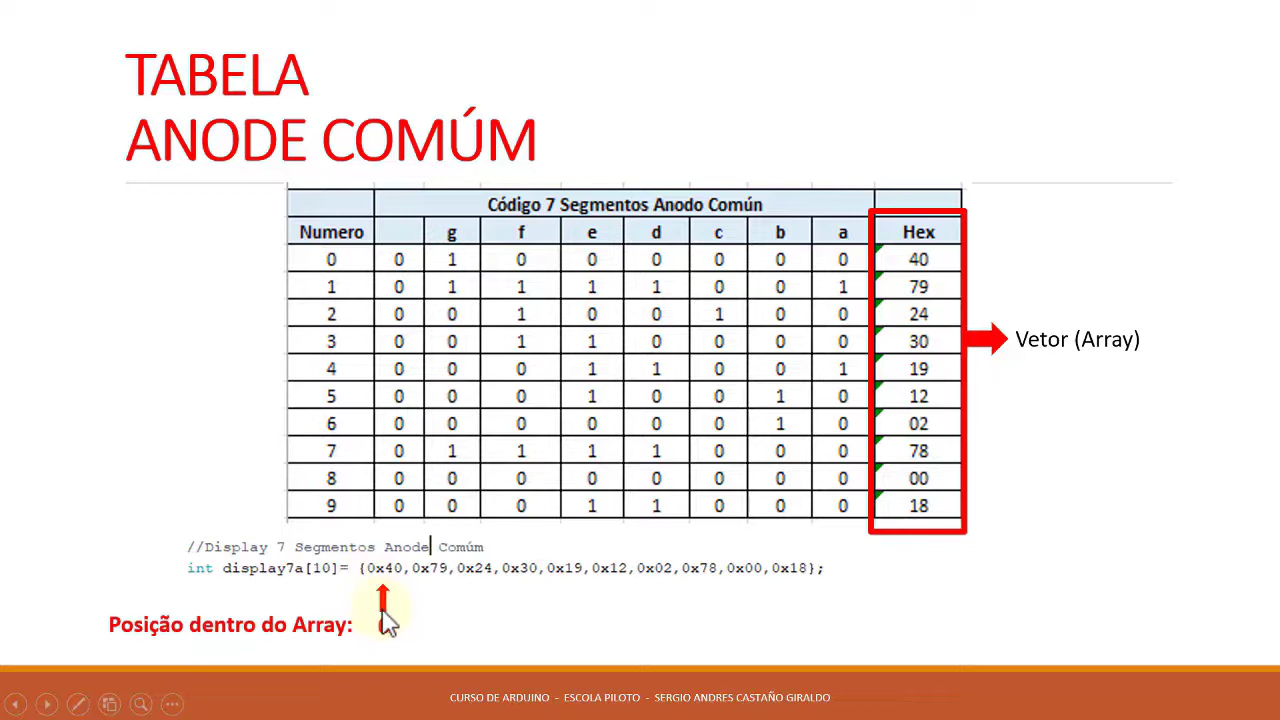 TABELA
ANODE COMÚM
Código 7 Segmentos Anodo Común
Numero g f e d c b a Hex
0 0 1 0 0 0 0 0 0 40
1 0 1 1 1 1 0 0 1 79
2 0 0 1 0 0 1 0 0 24
3 0 0 1 1 0 0 0 0 30
4 0 0 0 1 1 0 0 1 19
5 0 0 0 1 0 0 1 0 12
6 0 0 0 0 0 0 1 0 02
7 0 1 1 1 1 0 0 0 78
8 0 0 0 0 0 0 0 0 00
9 0 0 0 1 1 0 0 0 18
Vetor (Array)
//Display 7 Segmentos Anode Comúm
int display7a[10]= {0x40,0x79,0x24,0x30,0x19,0x12,0x02,0x78,0x00,0x18};
Posição dentro do Array:
CURSO DE ARDUINO - ESCOLA PILOTO - SERGIO ANDRES CASTAÑO GIRALDO